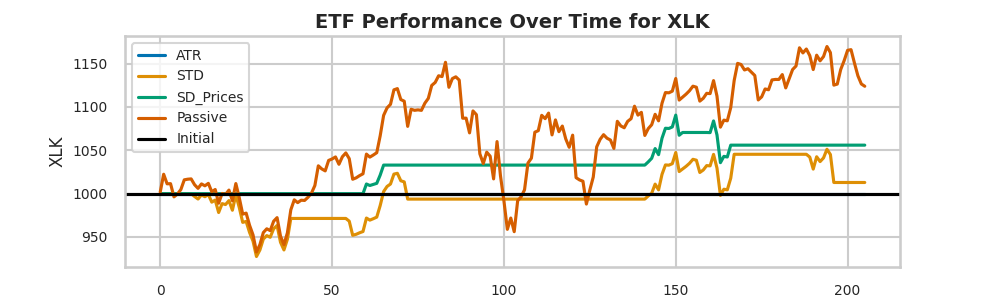 ETF Performance Over Time for XLK
ATR
STD
SD_Prices
Passive
Initial
XLK
1150
1100
1050
1000
950
0 50 100 150 200